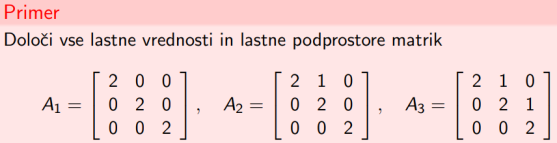 Primer
Določi vse lastne vrednosti in lastne podprostore matrik
A₁ = [ 2 0 0 ; 0 2 0 ; 0 0 2 ] , A₂ = [ 2 1 0 ; 0 2 0 ; 0 0 2 ] , A₃ = [ 2 1 0 ; 0 2 1 ; 0 0 2 ]